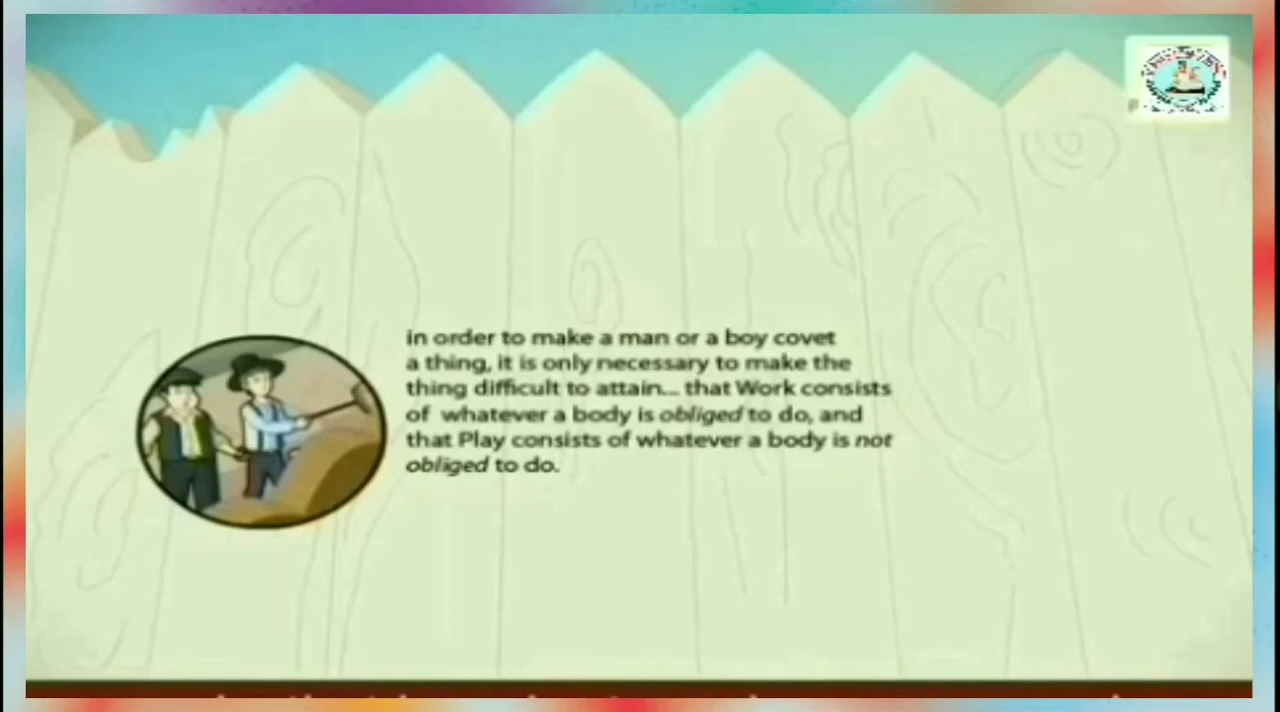 in order to make a man or a boy covet
a thing, it is only necessary to make the
thing difficult to attain... that Work consists
of whatever a body is obliged to do, and
that Play consists of whatever a body is not
obliged to do.